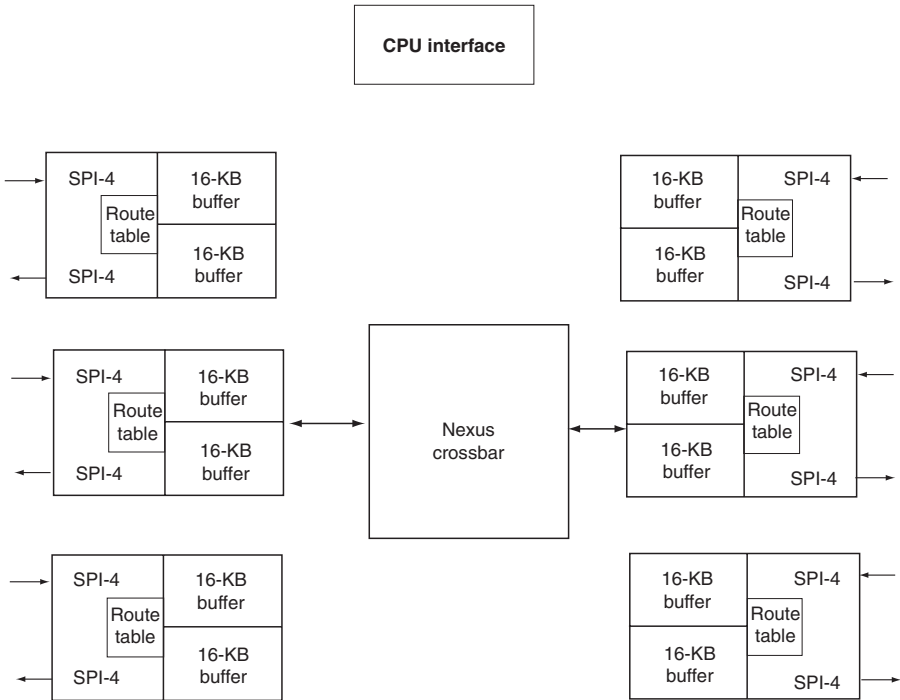 CPU interface
SPI-4
16-KB
buffer
Route
table
SPI-4
16-KB
buffer
16-KB
buffer
SPI-4
Route
table
16-KB
buffer
SPI-4
SPI-4
16-KB
buffer
Route
table
SPI-4
16-KB
buffer
Nexus
crossbar
16-KB
buffer
SPI-4
Route
table
16-KB
buffer
SPI-4
SPI-4
16-KB
buffer
Route
table
SPI-4
16-KB
buffer
16-KB
buffer
SPI-4
Route
table
16-KB
buffer
SPI-4